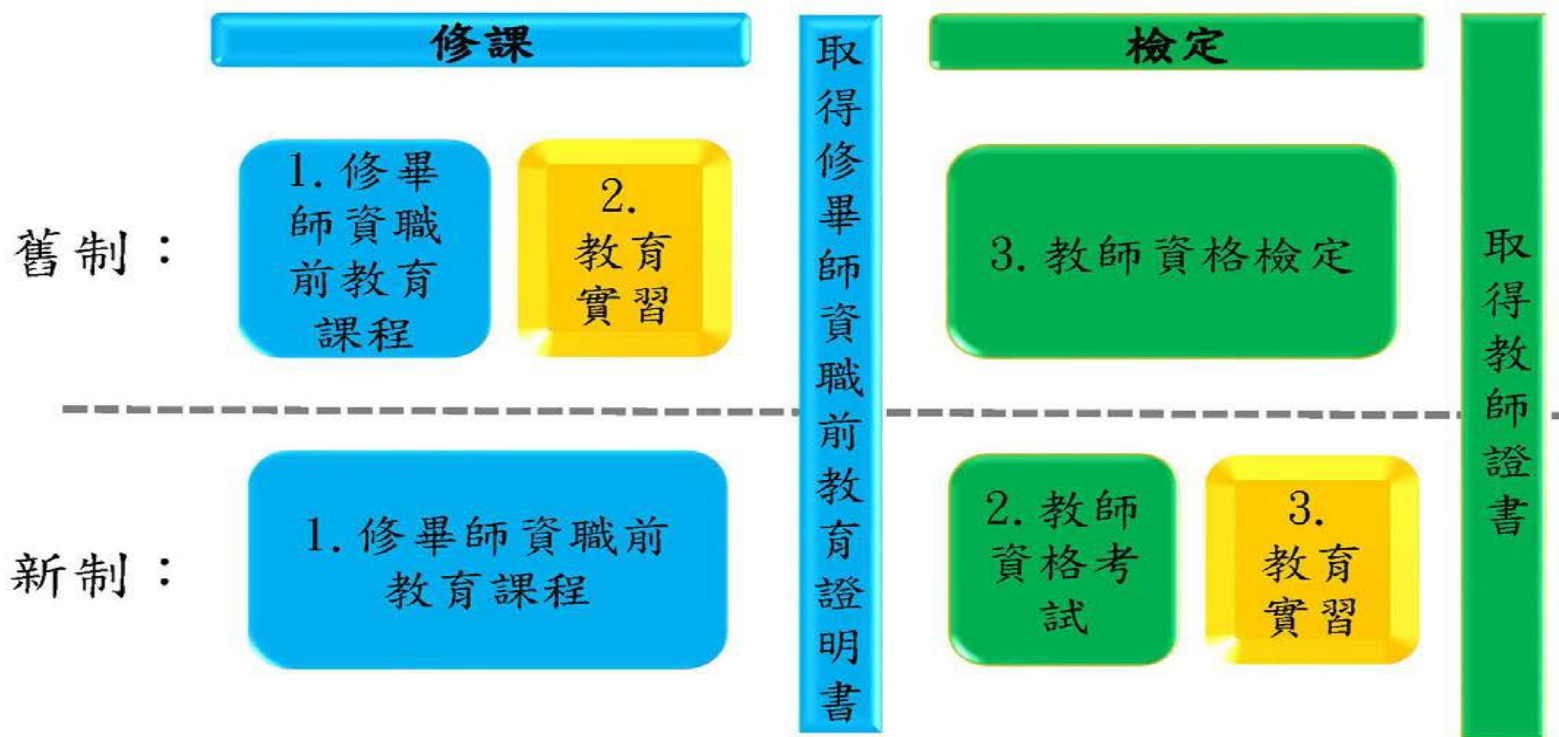 修課
取得修畢師資職前教育證明書
檢定
取得教師證書
舊制：
1. 修畢
師資職
前教育
課程
2.
教育
實習
3. 教師資格檢定
新制：
1. 修畢師資職前
教育課程
2. 教師
資格考
試
3.
教育
實習